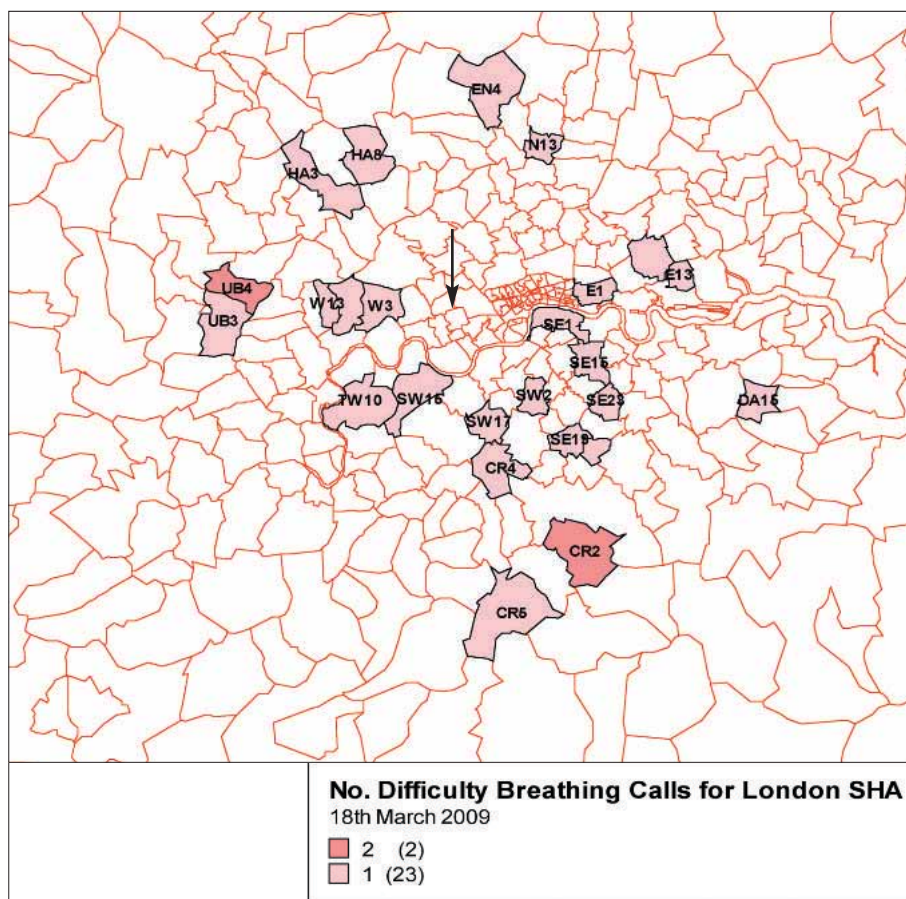 EN4
N13
HA8
HA3
E13
UB4
E1
W13
W3
UB3
SE1
SE15
TW10
SW15
SW2
SE23
DA15
SW17
SE19
CR4
CR2
CR5
No. Difficulty Breathing Calls for London SHA
18th March 2009
2 (2)
1 (23)